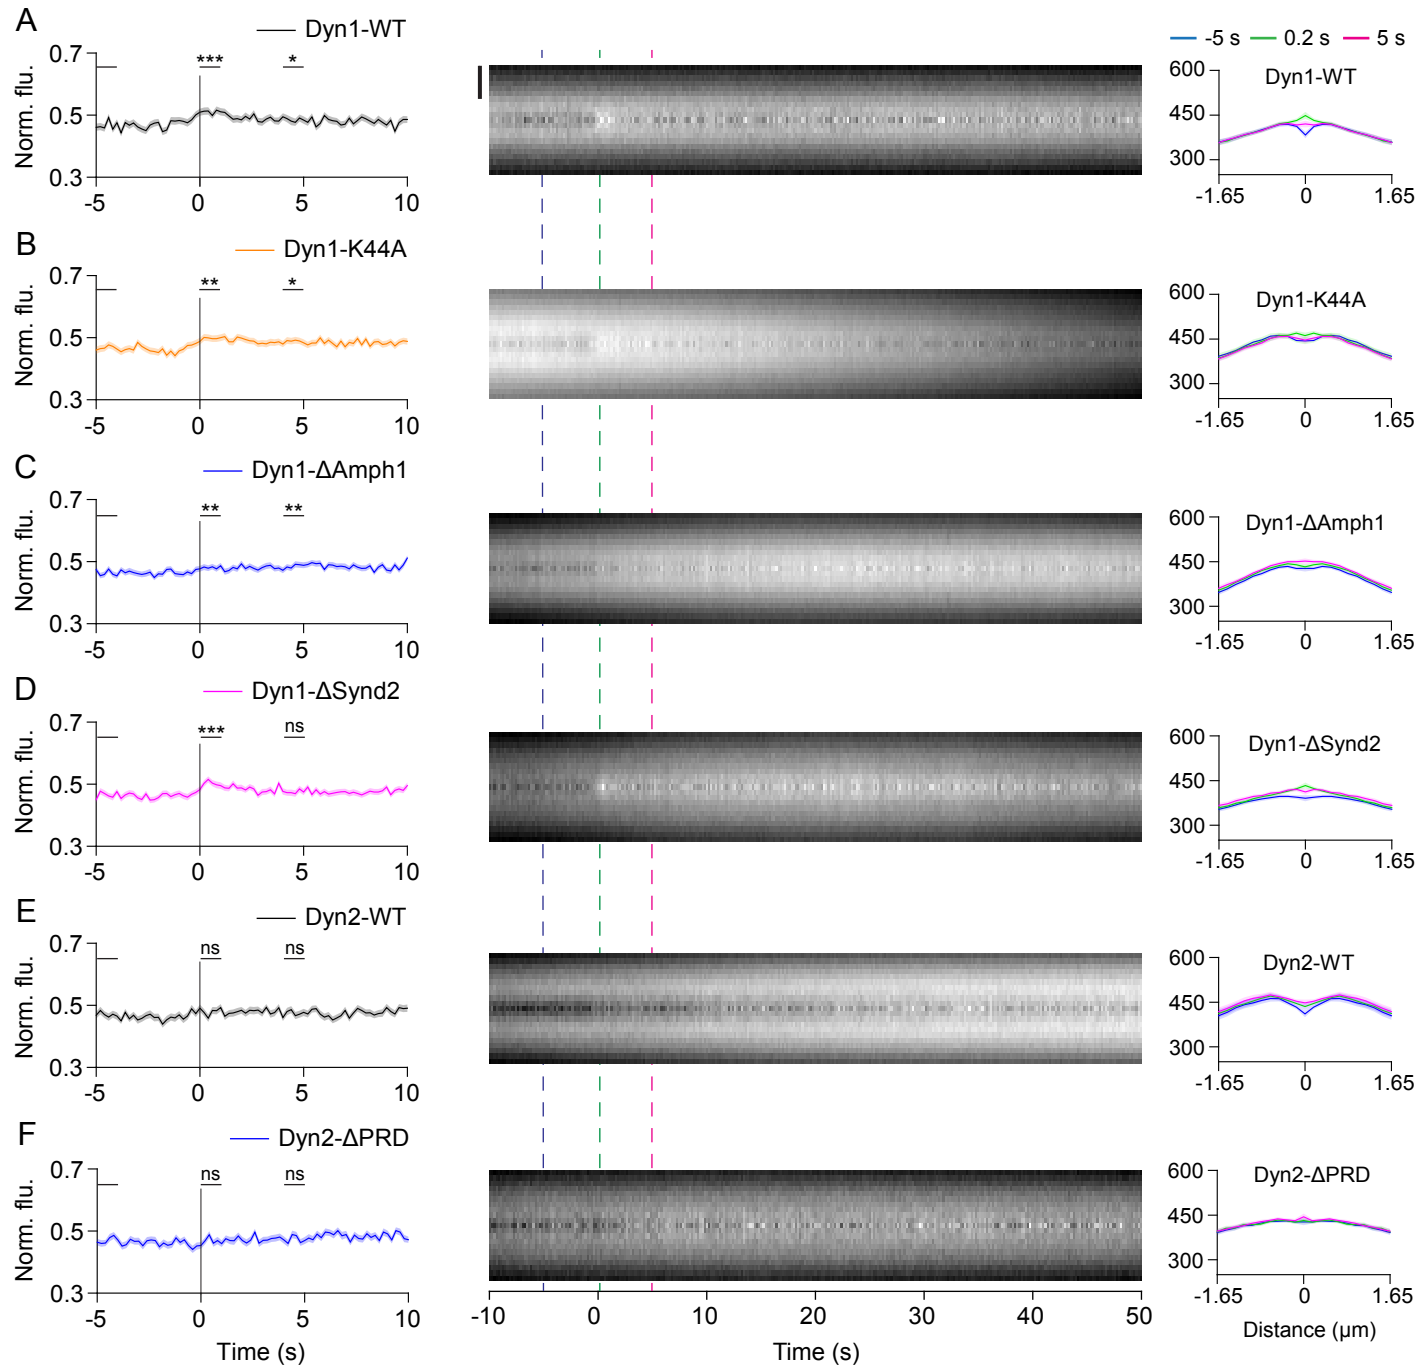 A
Dyn1-WT
-5 s 0.2 s 5 s
Norm. flu.
0.7
0.5
0.3
*** *
-5 0 5 10
Dyn1-WT
600
450
300
-1.65 0 1.65
B
Dyn1-K44A
Norm. flu.
0.7
0.5
0.3
** *
-5 0 5 10
Dyn1-K44A
600
450
300
-1.65 0 1.65
C
Dyn1-ΔAmph1
Norm. flu.
0.7
0.5
0.3
** **
-5 0 5 10
Dyn1-ΔAmph1
600
450
300
-1.65 0 1.65
D
Dyn1-ΔSynd2
Norm. flu.
0.7
0.5
0.3
*** ns
-5 0 5 10
Dyn1-ΔSynd2
600
450
300
-1.65 0 1.65
E
Dyn2-WT
Norm. flu.
0.7
0.5
0.3
ns ns
-5 0 5 10
Dyn2-WT
600
450
300
-1.65 0 1.65
F
Dyn2-ΔPRD
Norm. flu.
0.7
0.5
0.3
ns ns
-5 0 5 10
Time (s)
-10 0 10 20 30 40 50
Time (s)
Dyn2-ΔPRD
600
450
300
-1.65 0 1.65
Distance (μm)